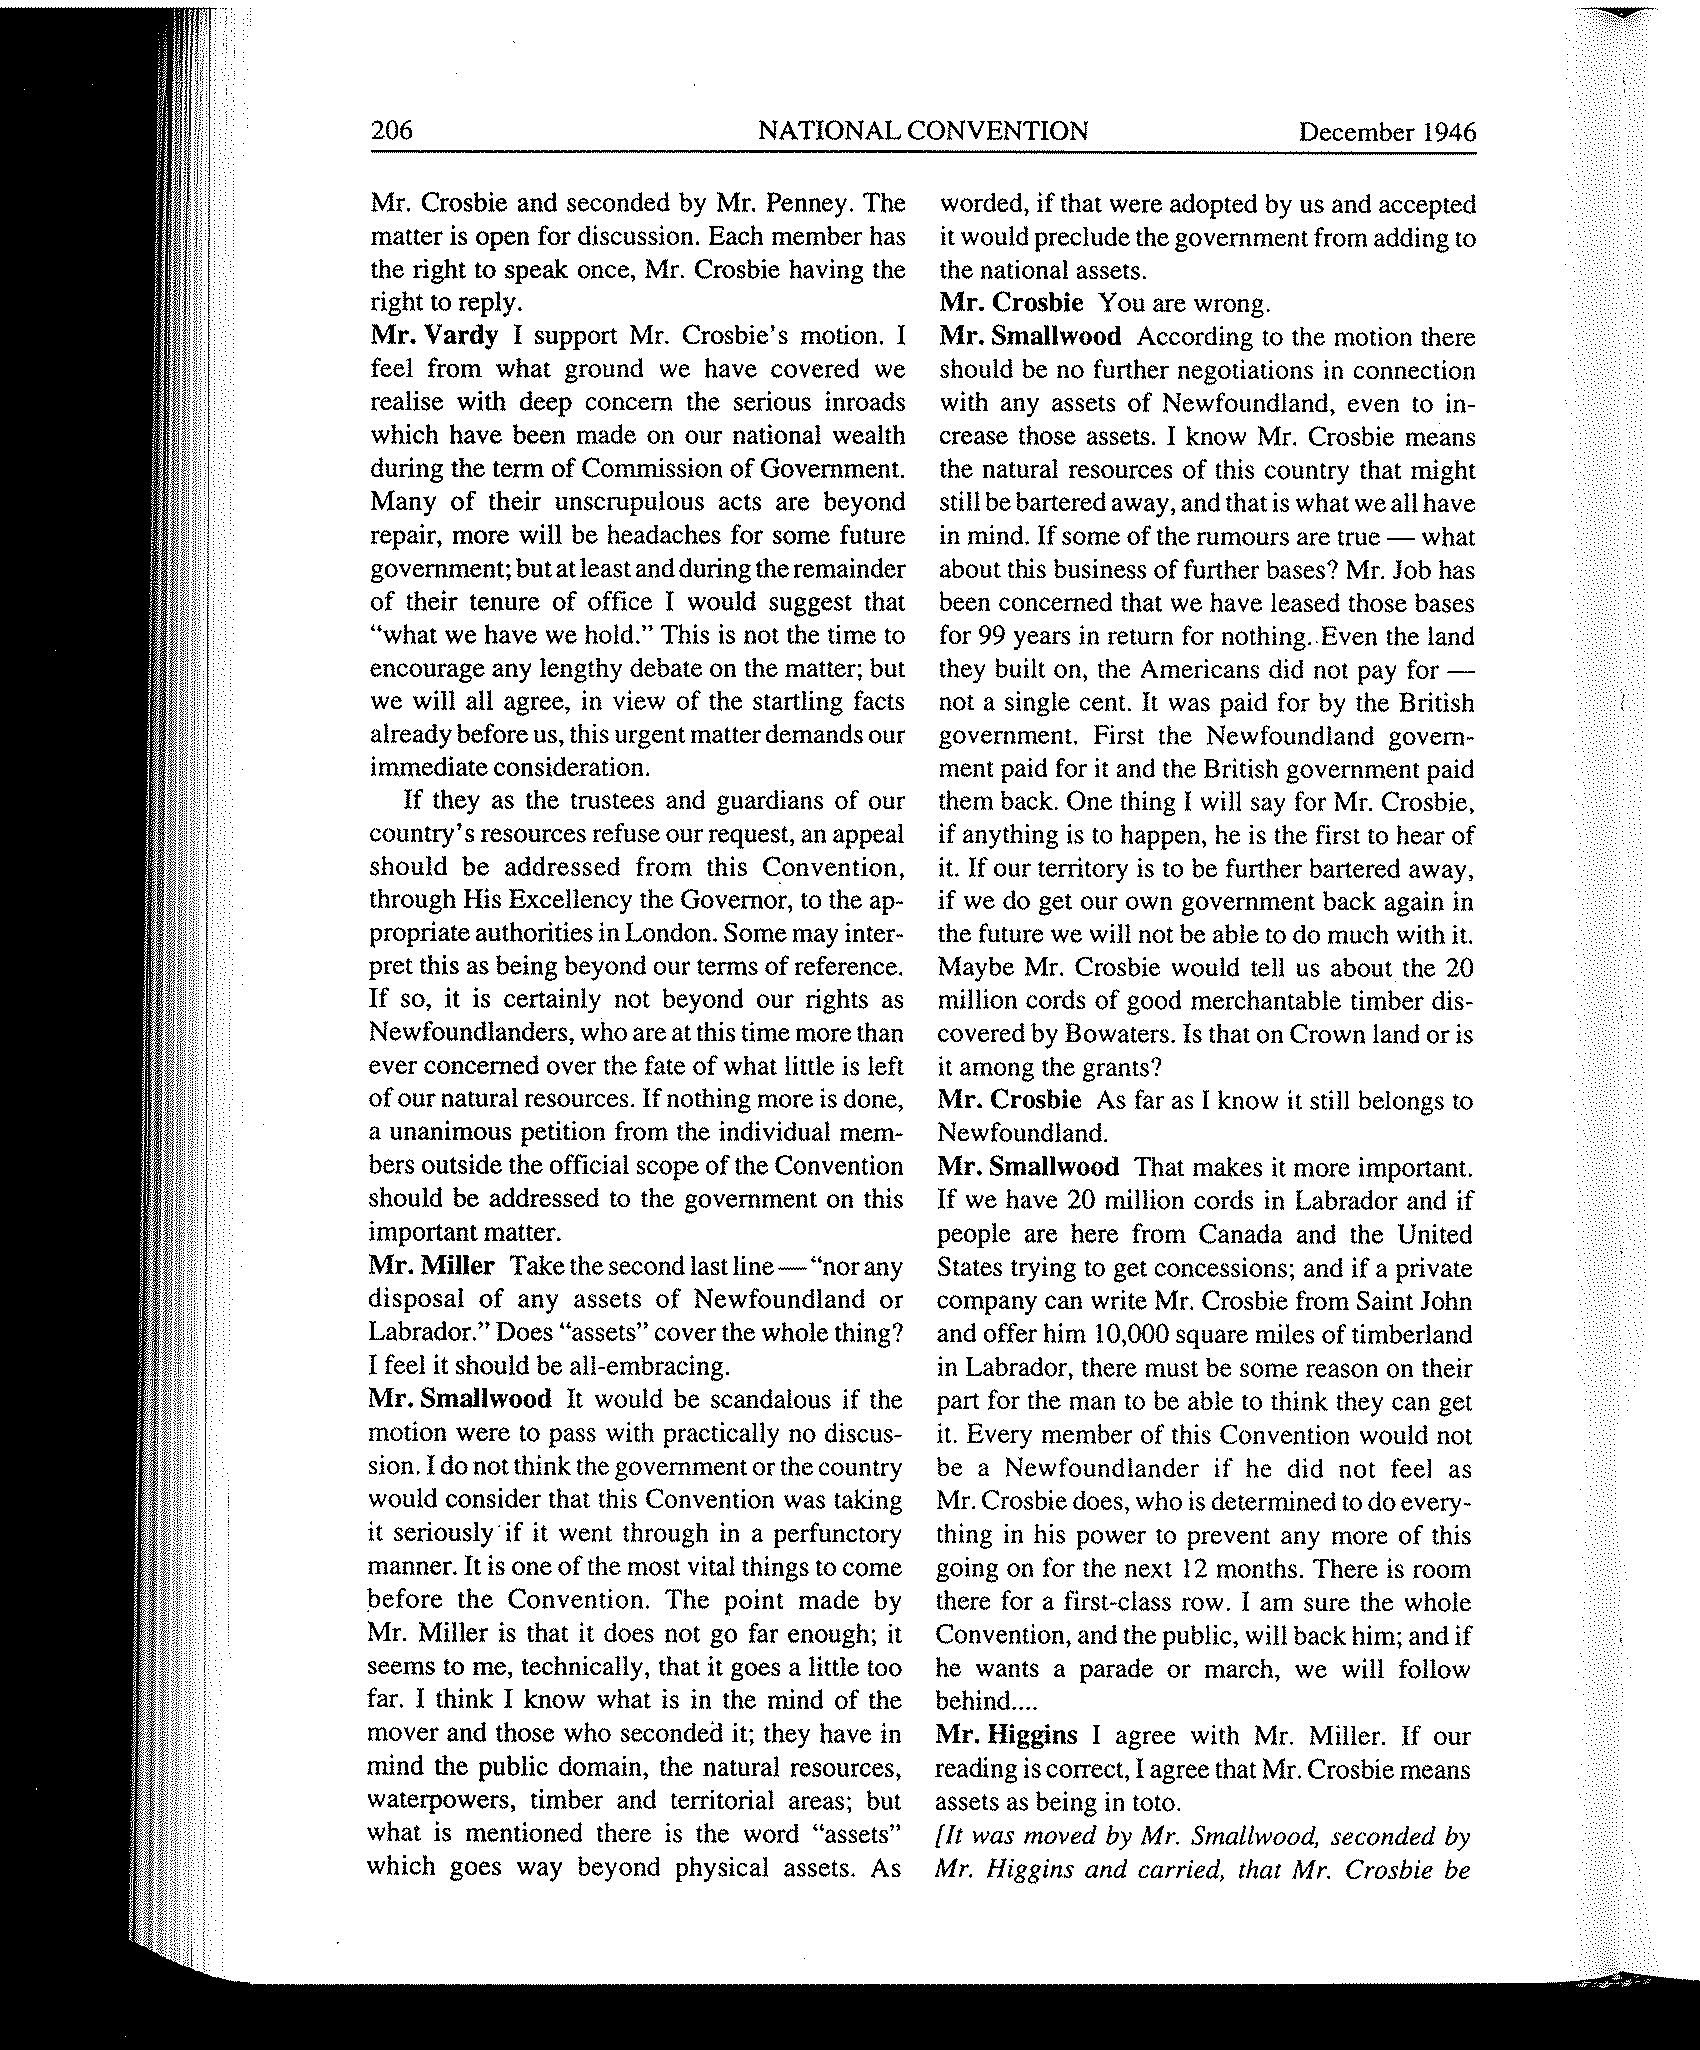 206 NATIONAL CONVENTION December 1946
Mr. Crosbie and seconded by Mr. Penney. The
matter is open for discussion. Each member has
the right to speak once, Mr. Crosbie having the
right to reply.
Mr. Vardy I support Mr. Crosbie's motion. I
feel from what ground we have covered we
realise with deep concern the serious inroads
which have been made on our national wealth
during the term of Commission of Government.
Many of their unscrupulous acts are beyond
repair, more will be headaches for some future
government; but at least and during the remainder
of their tenure of office I would suggest that
“what we have we hold.” This is not the time to
encourage any lengthy debate on the matter; but
we will all agree, in view of the startling facts
already before us, this urgent matter demands our
immediate consideration.
If they as the trustees and guardians of our
country's resources refuse our request, an appeal
should be addressed from this Convention,
through His Excellency the Governor, to the ap-
propriate authorities in London. Some may inter-
pret this as being beyond our terms of reference.
If so, it is certainly not beyond our rights as
Newfoundlanders, who are at this time more than
ever concerned over the fate of what little is left
of our natural resources. If nothing more is done,
a unanimous petition from the individual mem-
bers outside the official scope of the Convention
should be addressed to the government on this
important matter.
Mr. Miller Take the second last line — “nor any
disposal of any assets of Newfoundland or
Labrador.” Does “assets” cover the whole thing?
I feel it should be all-embracing.
Mr. Smallwood It would be scandalous if the
motion were to pass with practically no discus-
sion. I do not think the government or the country
would consider that this Convention was taking
it seriously if it went through in a perfunctory
manner. It is one of the most vital things to come
before the Convention. The point made by
Mr. Miller is that it does not go far enough; it
seems to me, technically, that it goes a little too
far. I think I know what is in the mind of the
mover and those who seconded it; they have in
mind the public domain, the natural resources,
waterpowers, timber and territorial areas; but
what is mentioned there is the word “assets”
which goes way beyond physical assets. As
worded, if that were adopted by us and accepted
it would preclude the government from adding to
the national assets.
Mr. Crosbie You are wrong.
Mr. Smallwood According to the motion there
should be no further negotiations in connection
with any assets of Newfoundland, even to in-
crease those assets. I know Mr. Crosbie means
the natural resources of this country that might
still be bartered away, and that is what we all have
in mind. If some of the rumours are true — what
about this business of further bases? Mr. Job has
been concerned that we have leased those bases
for 99 years in return for nothing. Even the land
they built on, the Americans did not pay for —
not a single cent. It was paid for by the British
government. First the Newfoundland govern-
ment paid for it and the British government paid
them back. One thing I will say for Mr. Crosbie,
if anything is to happen, he is the first to hear of
it. If our territory is to be further bartered away,
if we do get our own government back again in
the future we will not be able to do much with it.
Maybe Mr. Crosbie would tell us about the 20
million cords of good merchantable timber dis-
covered by Bowaters. Is that on Crown land or is
it among the grants?
Mr. Crosbie As far as I know it still belongs to
Newfoundland.
Mr. Smallwood That makes it more important.
If we have 20 million cords in Labrador and if
people are here from Canada and the United
States trying to get concessions; and if a private
company can write Mr. Crosbie from Saint John
and offer him 10,000 square miles of timberland
in Labrador, there must be some reason on their
part for the man to be able to think they can get
it. Every member of this Convention would not
be a Newfoundlander if he did not feel as
Mr. Crosbie does, who is determined to do every-
thing in his power to prevent any more of this
going on for the next 12 months. There is room
there for a first-class row. I am sure the whole
Convention, and the public, will back him; and if
he wants a parade or march, we will follow
behind....
Mr. Higgins I agree with Mr. Miller. If our
reading is correct, I agree that Mr. Crosbie means
assets as being in toto.
[It was moved by Mr. Smallwood, seconded by
Mr. Higgins and carried, that Mr. Crosbie be